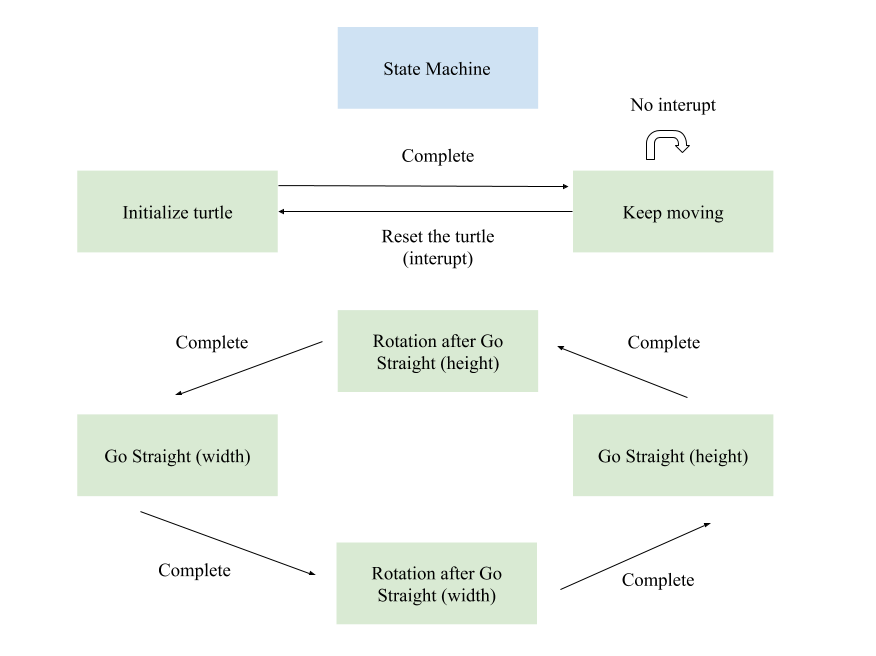 State Machine
No interupt
Complete
Initialize turtle
Keep moving
Reset the turtle
(interupt)
Rotation after Go
Straight (height)
Complete
Complete
Go Straight (width)
Go Straight (height)
Complete
Rotation after Go
Straight (width)
Complete